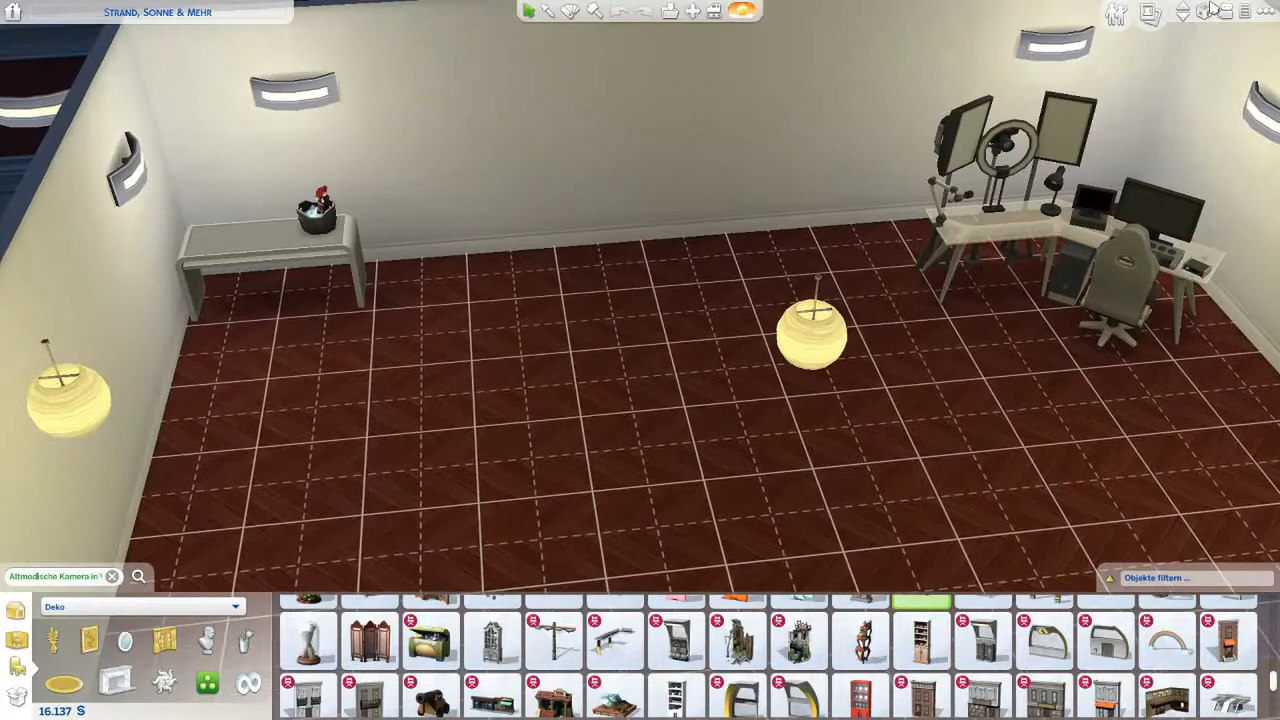 STRAND, SONNE & MEHR
Altmodische Kamera in
Objekte filtern ...
Deko
16.137 $